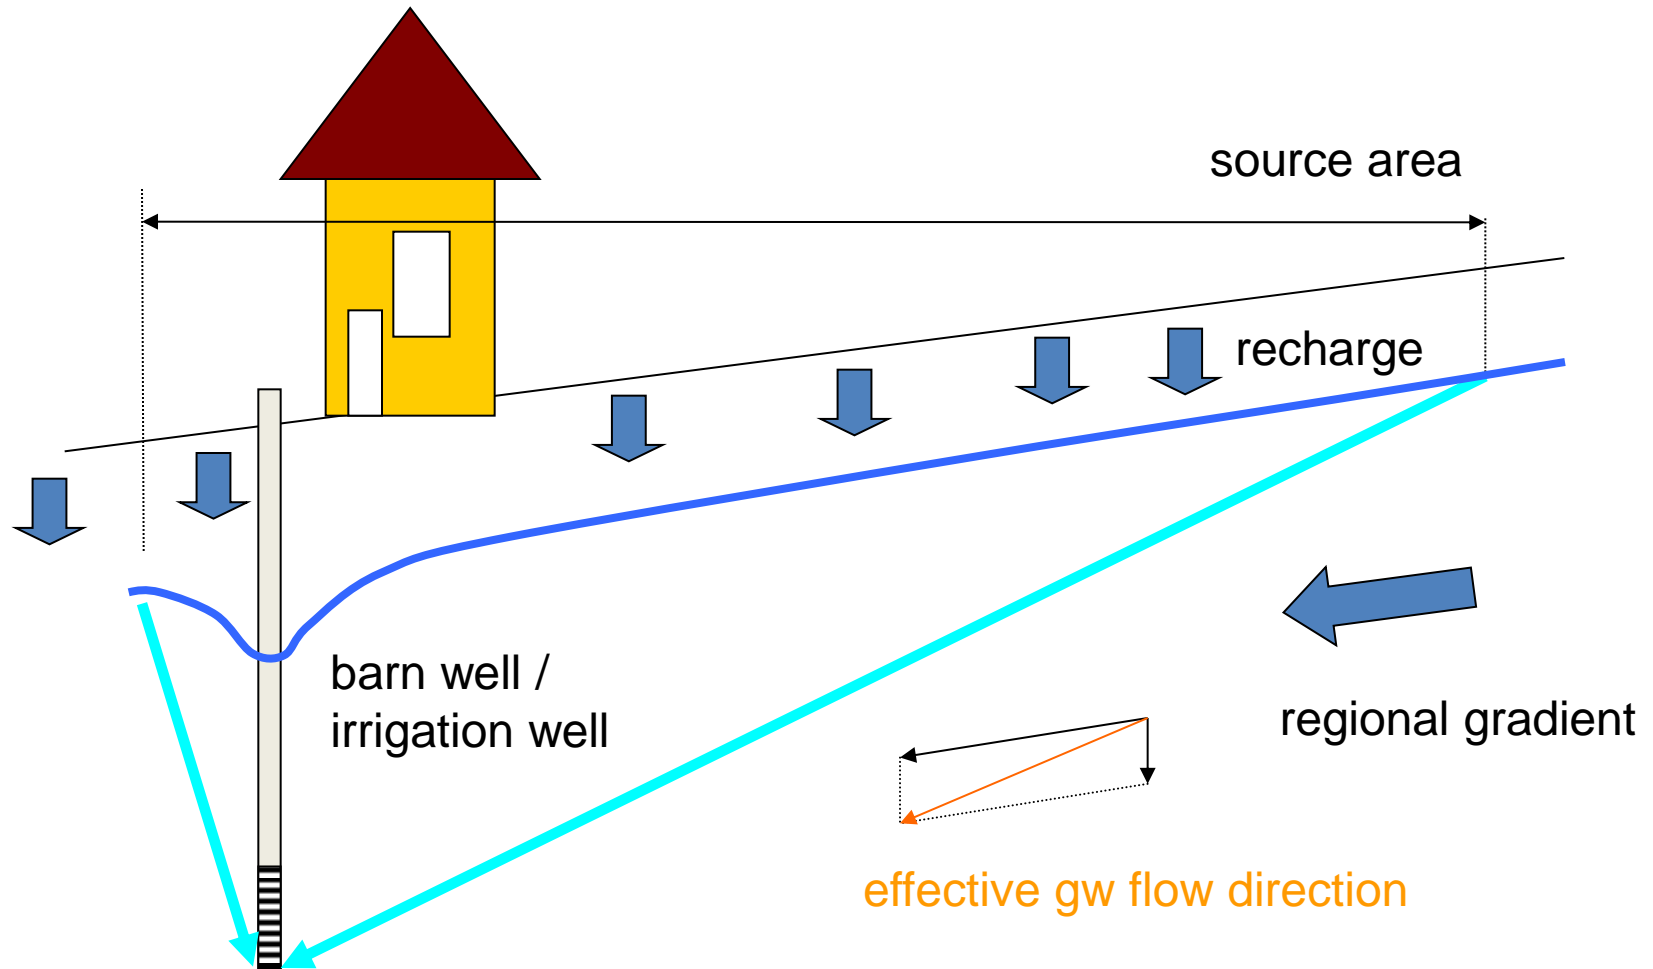 source area
recharge
barn well /
irrigation well
regional gradient
effective gw flow direction